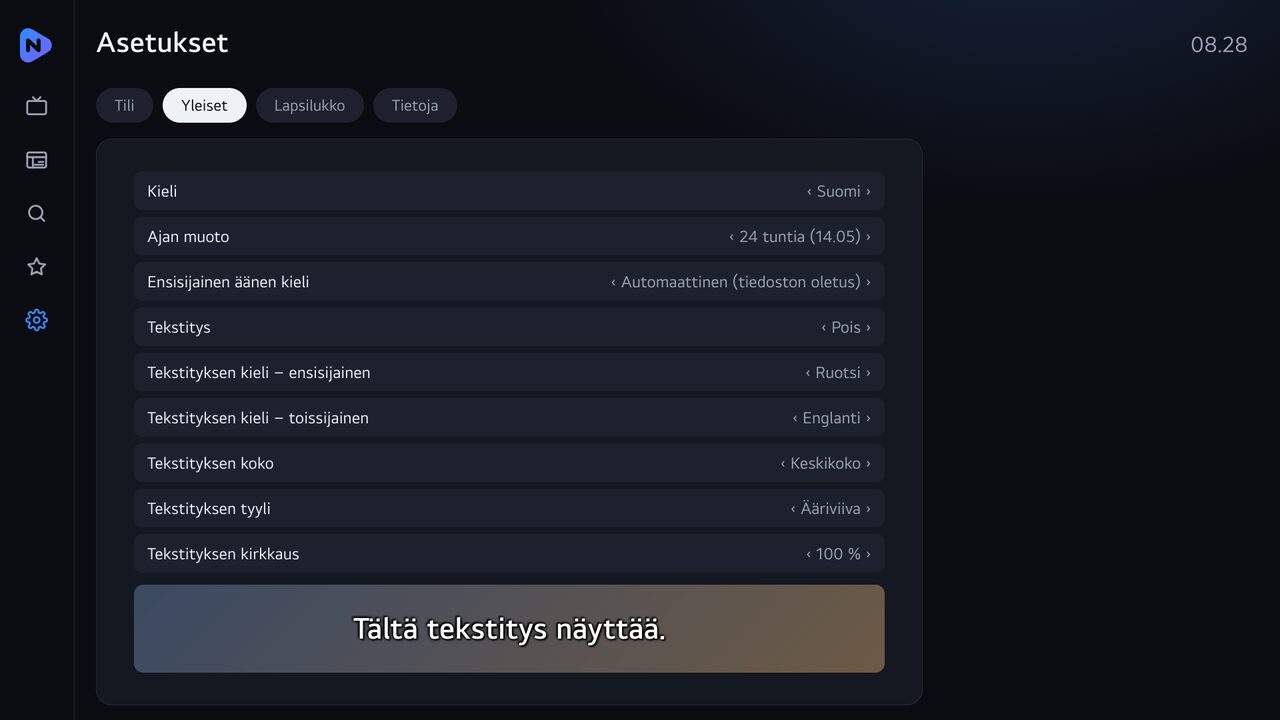 N
Asetukset
08.28
Tili
Yleiset
Lapsilukko
Tietoja
Kieli ‹ Suomi ›
Ajan muoto ‹ 24 tuntia (14.05) ›
Ensisijainen äänen kieli ‹ Automaattinen (tiedoston oletus) ›
Tekstitys ‹ Pois ›
Tekstityksen kieli – ensisijainen ‹ Ruotsi ›
Tekstityksen kieli – toissijainen ‹ Englanti ›
Tekstityksen koko ‹ Keskikoko ›
Tekstityksen tyyli ‹ Ääriviiva ›
Tekstityksen kirkkaus ‹ 100 % ›
Tältä tekstitys näyttää.